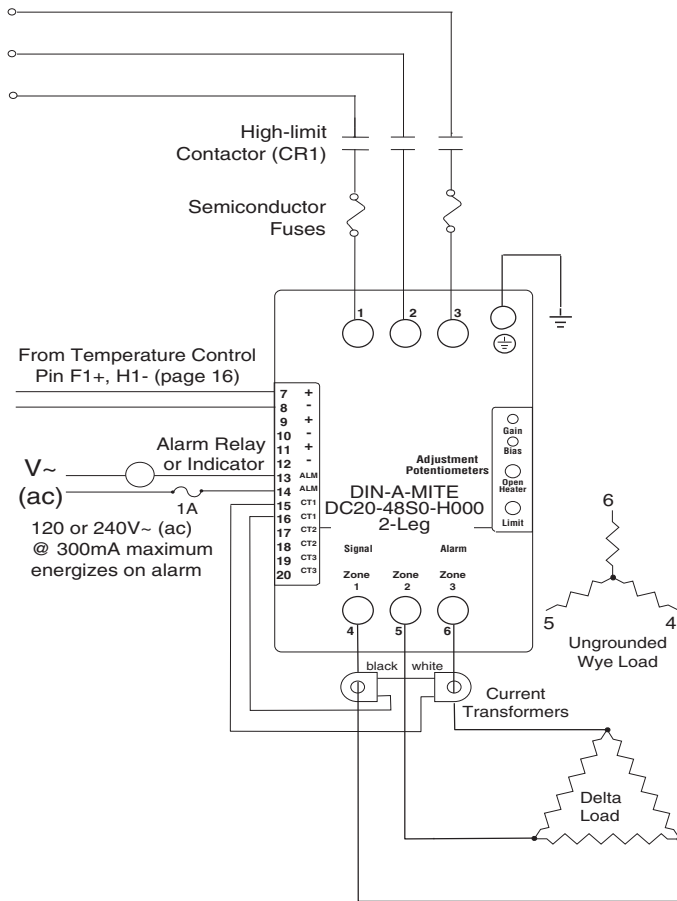 High-limit
Contactor (CR1)
Semiconductor
Fuses
1
2
3
From Temperature Control
Pin F1+, H1- (page 16)
7 +
8 -
9 +
10 -
11 +
12 -
13 ALM
14 ALM
15 CT1
16 CT1
17 CT2
18 CT2
19 CT3
20 CT3
Alarm Relay
or Indicator
V~
(ac)
1A
120 or 240V~ (ac)
@ 300mA maximum
energizes on alarm
Gain
Bias
Adjustment
Potentiometers
Open
Heater
Limit
DIN-A-MITE
DC20-48S0-H000
2-Leg
Signal
Alarm
Zone
1
Zone
2
Zone
3
4
5
6
6
5
4
Ungrounded
Wye Load
black
white
Current
Transformers
Delta
Load